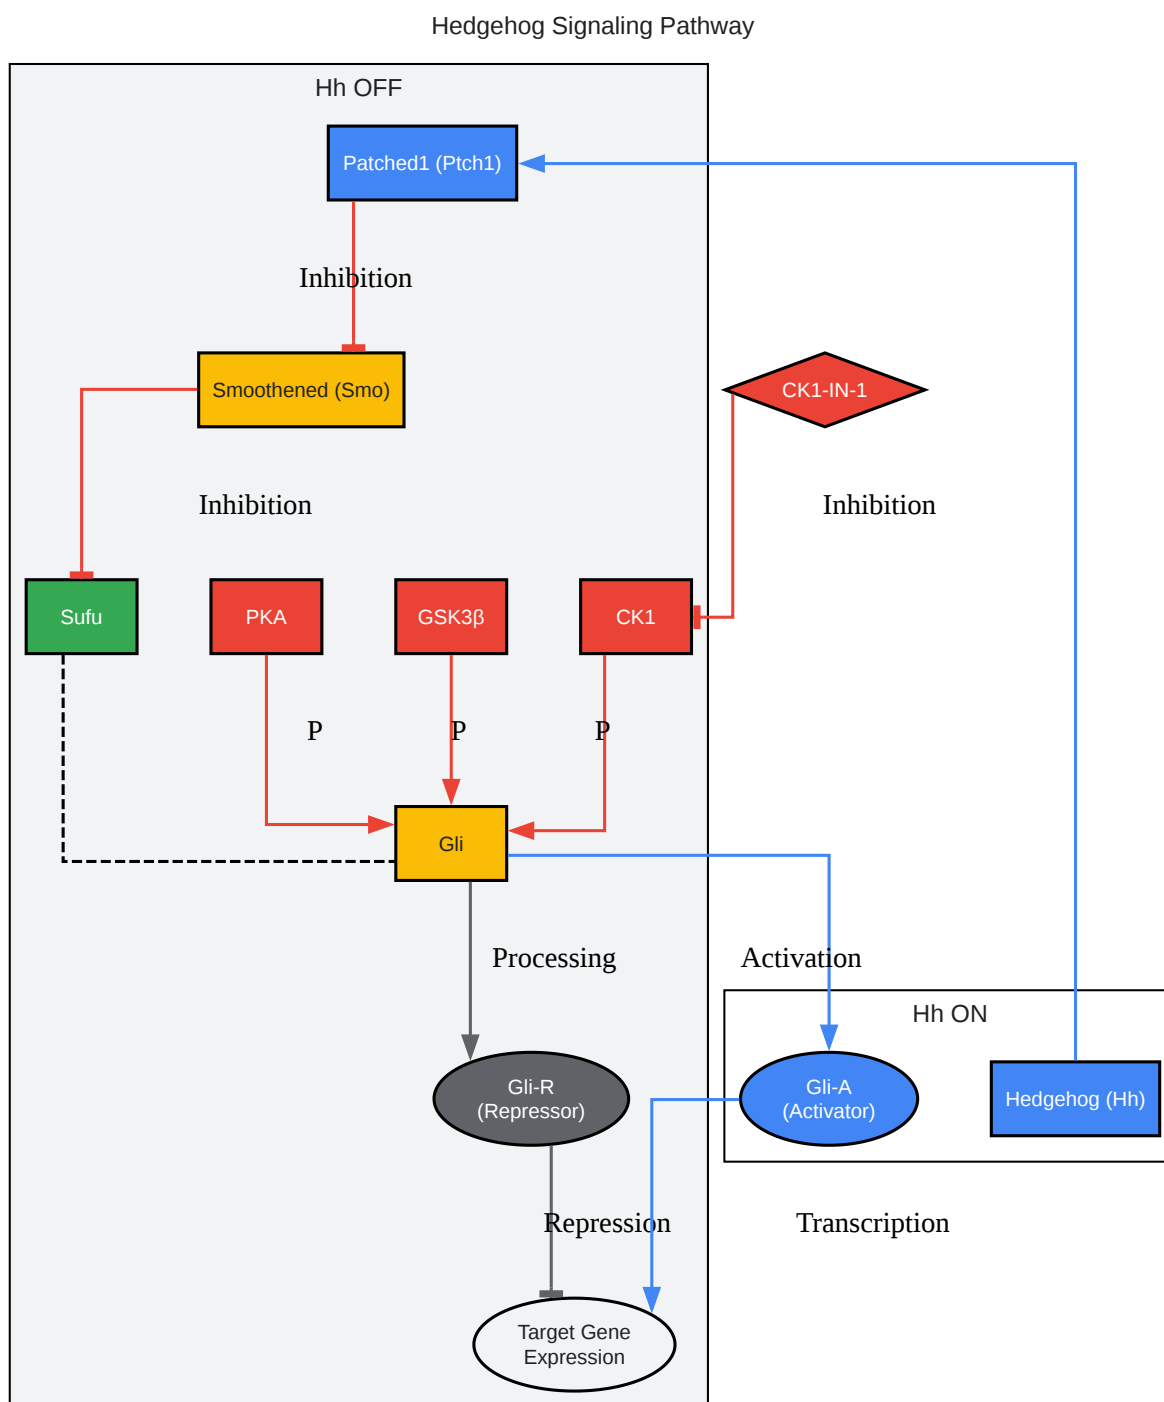 Hedgehog Signaling Pathway
Hh OFF
Patched1 (Ptch1)
Inhibition
Smoothened (Smo)
CK1-IN-1
Inhibition
Inhibition
Sufu
PKA
GSK3β
CK1
P
P
P
Gli
Processing
Activation
Hh ON
Gli-R
(Repressor)
Gli-A
(Activator)
Hedgehog (Hh)
Repression
Transcription
Target Gene
Expression